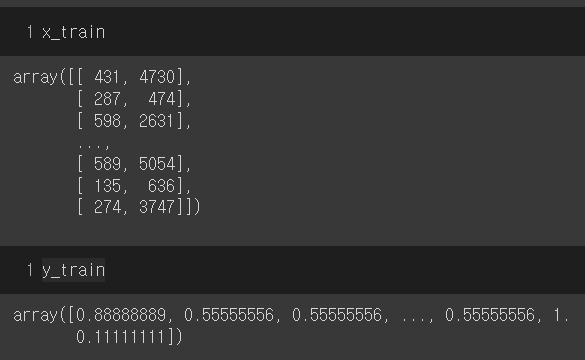 1 x_train
array([[ 431, 4730],
[ 287, 474],
[ 598, 2631],
...,
[ 589, 5054],
[ 135, 636],
[ 274, 3747]])
1 y_train
array([0.88888889, 0.55555556, 0.55555556, ..., 0.55555556, 1.
0.11111111])